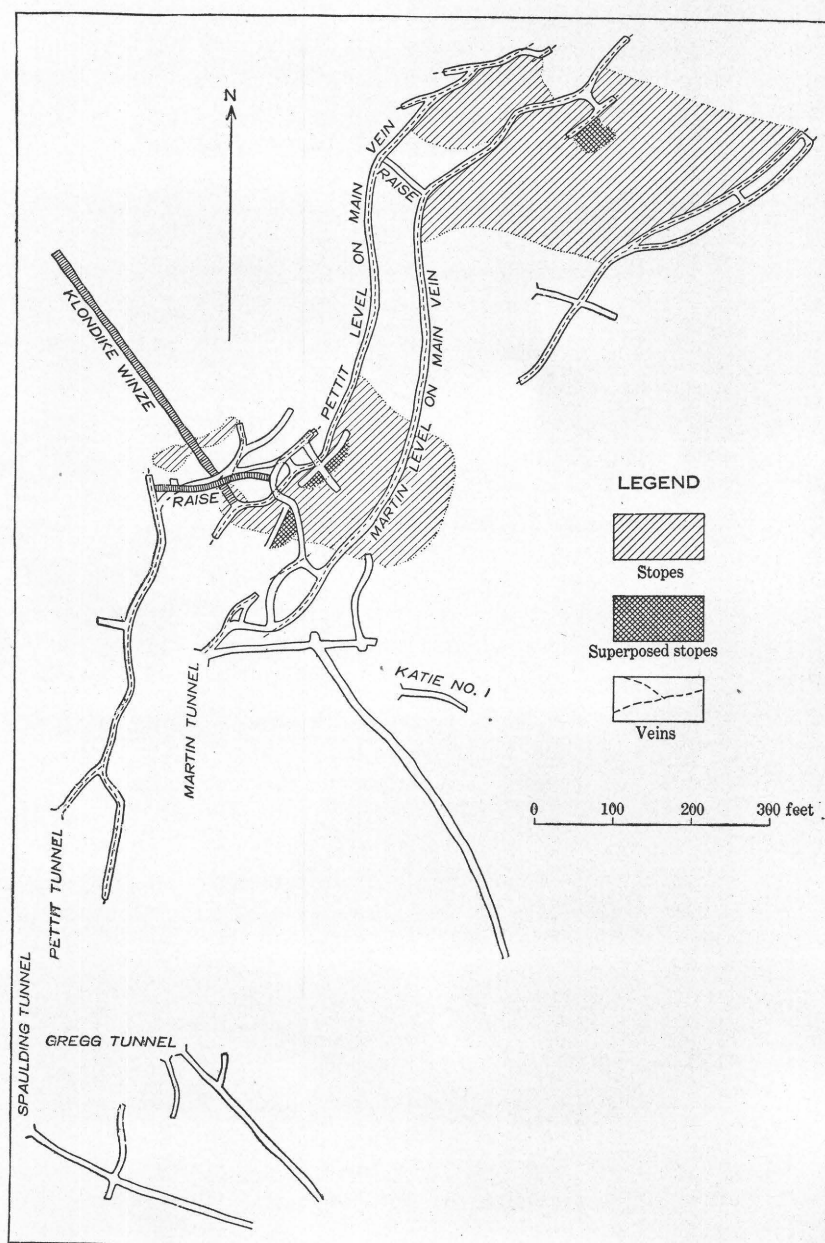 N
PETTIT LEVEL ON MAIN VEIN
RAISE
MARTIN LEVEL ON MAIN VEIN
KLONDIKE WINZE
RAISE
LEGEND
Stopes
Superposed stopes
Veins
KATIE NO. 1
MARTIN TUNNEL
0 100 200 300 feet
PETTIT TUNNEL
SPAULDING TUNNEL
GREGG TUNNEL